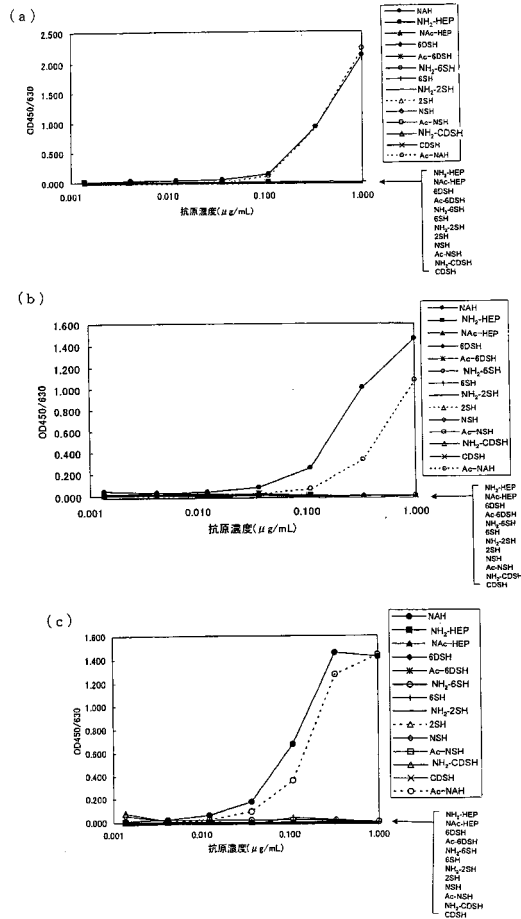 (a)
2.500
2.000
1.500
1.000
0.500
0.000
OD450/630
0.001
0.010
0.100
1.000
抗原濃度(μg/mL)
NAH
NH₂-HEP
NAc-HEP
6DSH
Ac-6DSH
NH₂-6SH
6SH
NH₂-2SH
2SH
NSH
Ac-NSH
NH₂-CDSH
CDSH
Ac-NAH
NH₂-HEP
NAc-HEP
6DSH
Ac-6DSH
NH₂-6SH
6SH
NH₂-2SH
2SH
NSH
Ac-NSH
NH₂-CDSH
CDSH
(b)
1.600
1.400
1.200
1.000
0.800
0.600
0.400
0.200
0.000
OD450/630
0.001
0.010
0.100
1.000
抗原濃度(μg/mL)
NAH
NH₂-HEP
NAc-HEP
6DSH
Ac-6DSH
NH₂-6SH
6SH
NH₂-2SH
2SH
NSH
Ac-NSH
NH₂-CDSH
CDSH
Ac-NAH
NH₂-HEP
NAc-HEP
6DSH
Ac-6DSH
NH₂-6SH
6SH
NH₂-2SH
2SH
NSH
Ac-NSH
NH₂-CDSH
CDSH
(c)
1.600
1.400
1.200
1.000
0.800
0.600
0.400
0.200
0.000
OD450/630
0.001
0.010
0.100
1.000
抗原濃度(μg/mL)
NAH
NH₂-HEP
NAc-HEP
6DSH
Ac-6DSH
NH₂-6SH
6SH
NH₂-2SH
2SH
NSH
Ac-NSH
NH₂-CDSH
CDSH
Ac-NAH
NH₂-HEP
NAc-HEP
6DSH
Ac-6DSH
NH₂-6SH
6SH
NH₂-2SH
2SH
NSH
Ac-NSH
NH₂-CDSH
CDSH